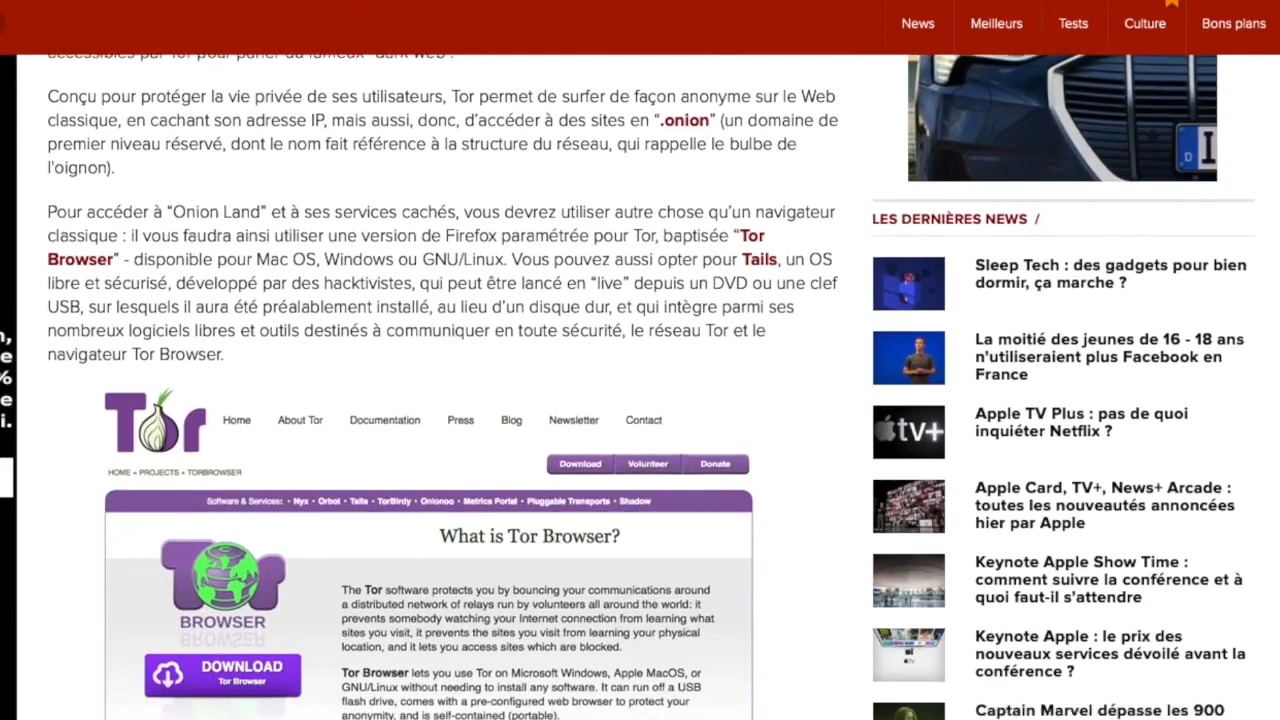 News
Meilleurs
Tests
Culture
Bons plans
accessibles par Tor pour parler du fameux "dark web".
Conçu pour protéger la vie privée de ses utilisateurs, Tor permet de surfer de façon anonyme sur le Web
classique, en cachant son adresse IP, mais aussi, donc, d’accéder à des sites en “.onion” (un domaine de
premier niveau réservé, dont le nom fait référence à la structure du réseau, qui rappelle le bulbe de
l'oignon).
Pour accéder à “Onion Land” et à ses services cachés, vous devrez utiliser autre chose qu’un navigateur
classique : il vous faudra ainsi utiliser une version de Firefox paramétrée pour Tor, baptisée “Tor
Browser” - disponible pour Mac OS, Windows ou GNU/Linux. Vous pouvez aussi opter pour Tails, un OS
libre et sécurisé, développé par des hacktivistes, qui peut être lancé en “live” depuis un DVD ou une clef
USB, sur lesquels il aura été préalablement installé, au lieu d’un disque dur, et qui intègre parmi ses
nombreux logiciels libres et outils destinés à communiquer en toute sécurité, le réseau Tor et le
navigateur Tor Browser.
Tor
Home
About Tor
Documentation
Press
Blog
Newsletter
Contact
HOME » PROJECTS » TORBROWSER
Download
Volunteer
Donate
Software & Services: • Nyx • Orbot • Tails • TorBirdy • Onionoo • Metrics Portal • Pluggable Transports • Shadow
What is Tor Browser?
Tor
BROWSER
DOWNLOAD
Tor Browser
The Tor software protects you by bouncing your communications around
a distributed network of relays run by volunteers all around the world: it
prevents somebody watching your Internet connection from learning what
sites you visit, it prevents the sites you visit from learning your physical
location, and it lets you access sites which are blocked.
Tor Browser lets you use Tor on Microsoft Windows, Apple MacOS, or
GNU/Linux without needing to install any software. It can run off a USB
flash drive, comes with a pre-configured web browser to protect your
anonymity, and is self-contained (portable).
D
LES DERNIÈRES NEWS /
Sleep Tech : des gadgets pour bien
dormir, ça marche ?
La moitié des jeunes de 16 - 18 ans
n'utiliseraient plus Facebook en
France
tv+
Apple TV Plus : pas de quoi
inquiéter Netflix ?
Apple Card, TV+, News+ Arcade :
toutes les nouveautés annoncées
hier par Apple
Keynote Apple Show Time :
comment suivre la conférence et à
quoi faut-il s’attendre
Keynote Apple : le prix des
nouveaux services dévoilé avant la
conférence ?
Captain Marvel dépasse les 900